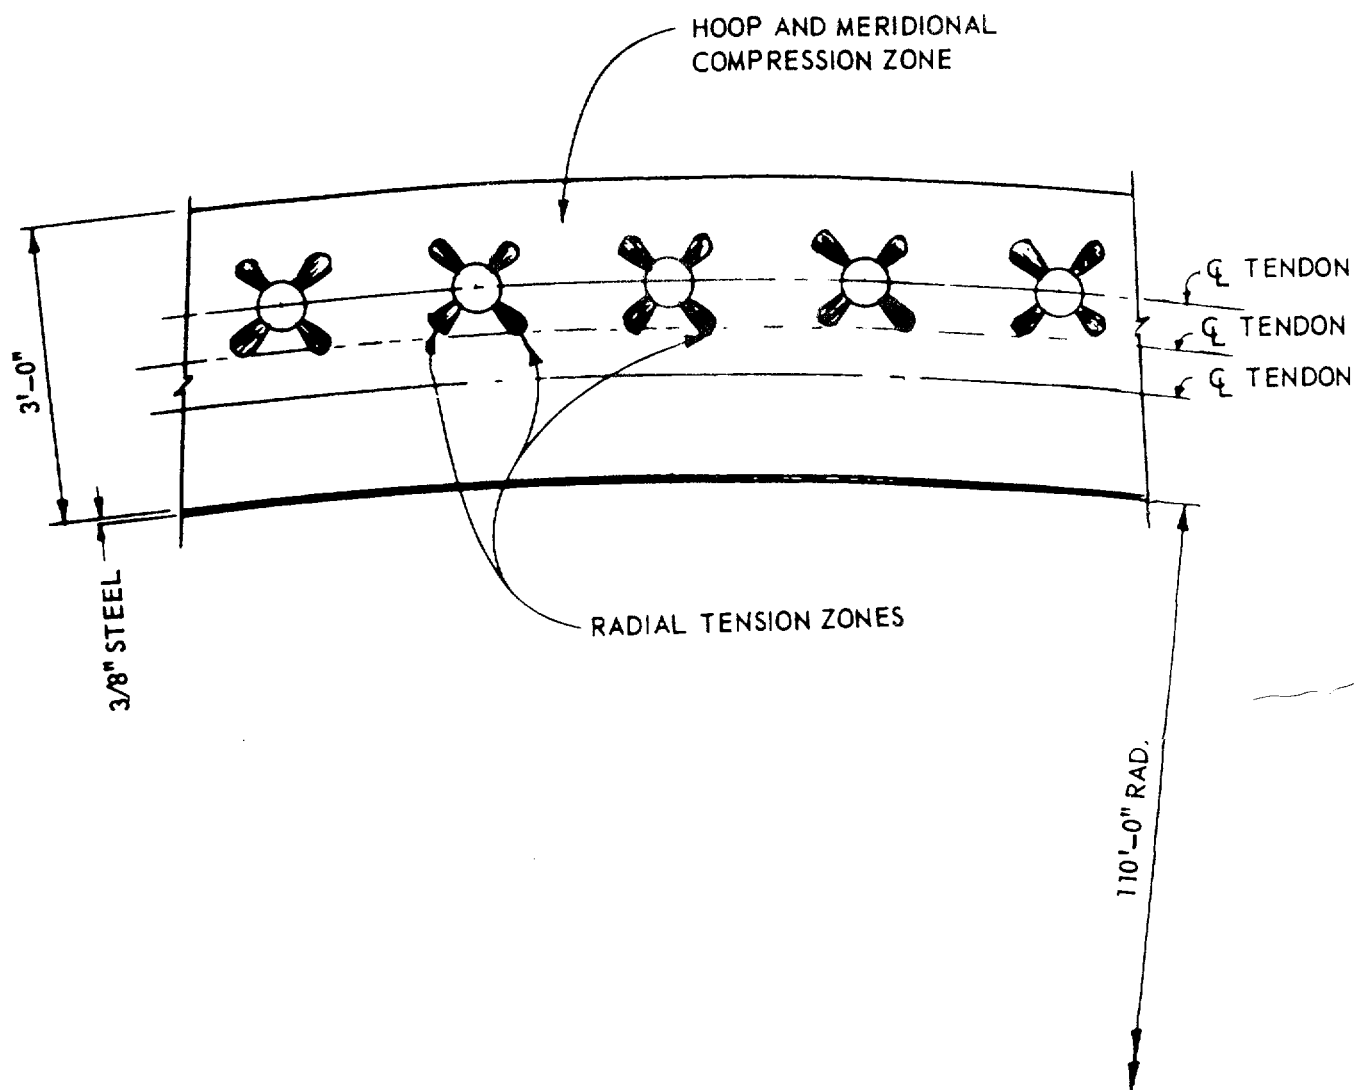 HOOP AND MERIDIONAL
COMPRESSION ZONE
℄ TENDON
℄ TENDON
℄ TENDON
3'-0"
3/8" STEEL
RADIAL TENSION ZONES
110'-0" RAD.